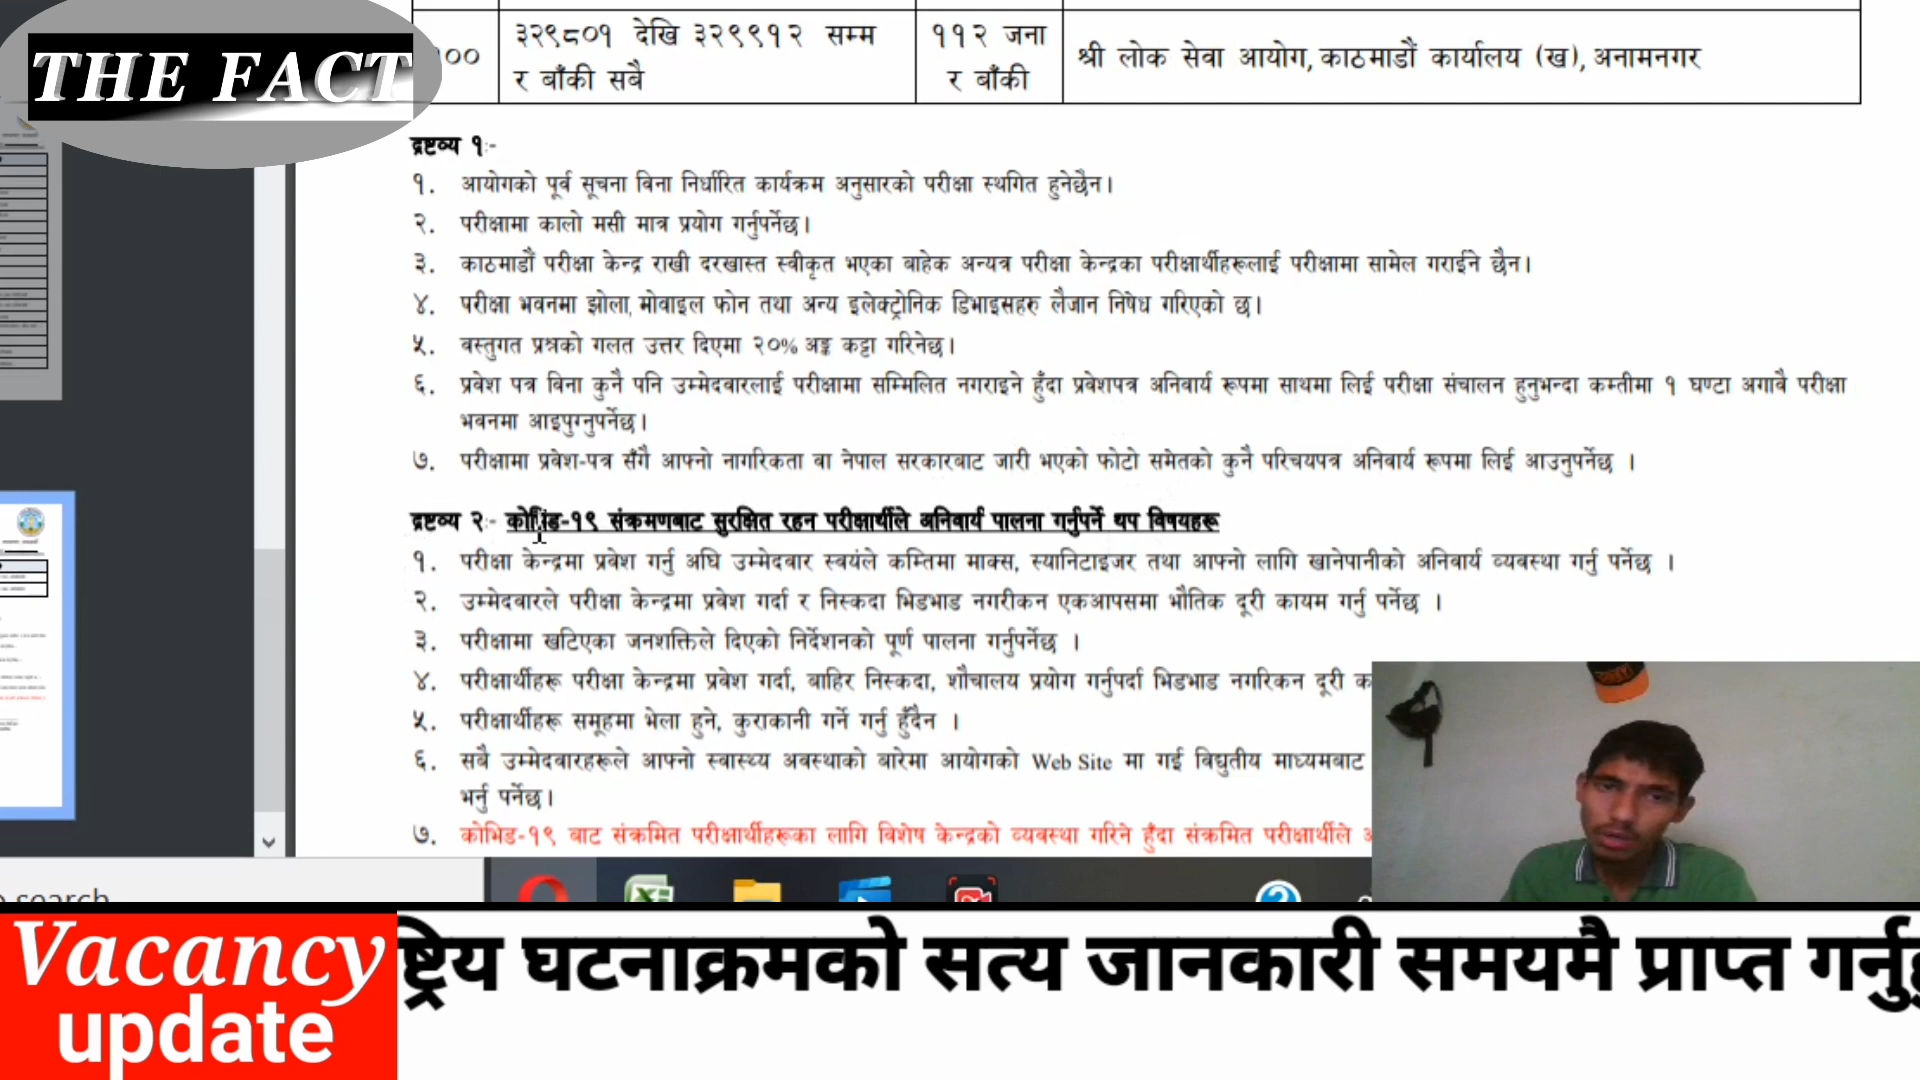 THE FACT
००
३२९८०१ देखि ३२९९१२ सम्म
र बाँकी सबै
११२ जना
र बाँकी
श्री लोक सेवा आयोग, काठमाडौं कार्यालय (ख), अनामनगर
द्रष्टव्य १:-
१. आयोगको पूर्व सूचना बिना निर्धारित कार्यक्रम अनुसारको परीक्षा स्थगित हुनेछैन।
२. परीक्षामा कालो मसी मात्र प्रयोग गर्नुपर्नेछ।
३. काठमाडौं परीक्षा केन्द्र राखी दरखास्त स्वीकृत भएका बाहेक अन्यत्र परीक्षा केन्द्रका परीक्षार्थीहरूलाई परीक्षामा सामेल गराईने छैन।
४. परीक्षा भवनमा झोला, मोवाइल फोन तथा अन्य इलेक्ट्रोनिक डिभाइसहरु लैजान निषेध गरिएको छ।
५. वस्तुगत प्रश्नको गलत उत्तर दिएमा २०% अङ्क कट्टा गरिनेछ।
६. प्रवेश पत्र बिना कुनै पनि उम्मेदवारलाई परीक्षामा सम्मिलित नगराइने हुँदा प्रवेशपत्र अनिवार्य रूपमा साथमा लिई परीक्षा संचालन हुनुभन्दा कम्तीमा १ घण्टा अगावै परीक्षा
भवनमा आइपुग्नुपर्नेछ।
७. परीक्षामा प्रवेश-पत्र सँगै आफ्नो नागरिकता वा नेपाल सरकारबाट जारी भएको फोटो समेतको कुनै परिचयपत्र अनिवार्य रूपमा लिई आउनुपर्नेछ ।
द्रष्टव्य २:- कोभिड-१९ संक्रमणबाट सुरक्षित रहन परीक्षार्थीले अनिवार्य पालना गर्नुपर्ने थप विषयहरू
१. परीक्षा केन्द्रमा प्रवेश गर्नु अघि उम्मेदवार स्वयंले कम्तिमा माक्स, स्यानिटाइजर तथा आफ्नो लागि खानेपानीको अनिवार्य व्यवस्था गर्नु पर्नेछ ।
२. उम्मेदवारले परीक्षा केन्द्रमा प्रवेश गर्दा र निस्कदा भिडभाड नगरीकन एकआपसमा भौतिक दूरी कायम गर्नु पर्नेछ ।
३. परीक्षामा खटिएका जनशक्तिले दिएको निर्देशनको पूर्ण पालना गर्नुपर्नेछ ।
४. परीक्षार्थीहरू परीक्षा केन्द्रमा प्रवेश गर्दा, बाहिर निस्कदा, शौचालय प्रयोग गर्नुपर्दा भिडभाड नगरिकन दूरी क
५. परीक्षार्थीहरू समूहमा भेला हुने, कुराकानी गर्ने गर्नु हुँदैन ।
६. सबै उम्मेदवारहरूले आफ्नो स्वास्थ्य अवस्थाको बारेमा आयोगको Web Site मा गई विद्युतीय माध्यमबाट
भर्नु पर्नेछ।
७. कोभिड-१९ बाट संक्रमित परीक्षार्थीहरूका लागि विशेष केन्द्रको व्यवस्था गरिने हुँदा संक्रमित परीक्षार्थीले
search
Vacancy
update
ष्ट्रिय घटनाक्रमको सत्य जानकारी समयमै प्राप्त गर्नुह